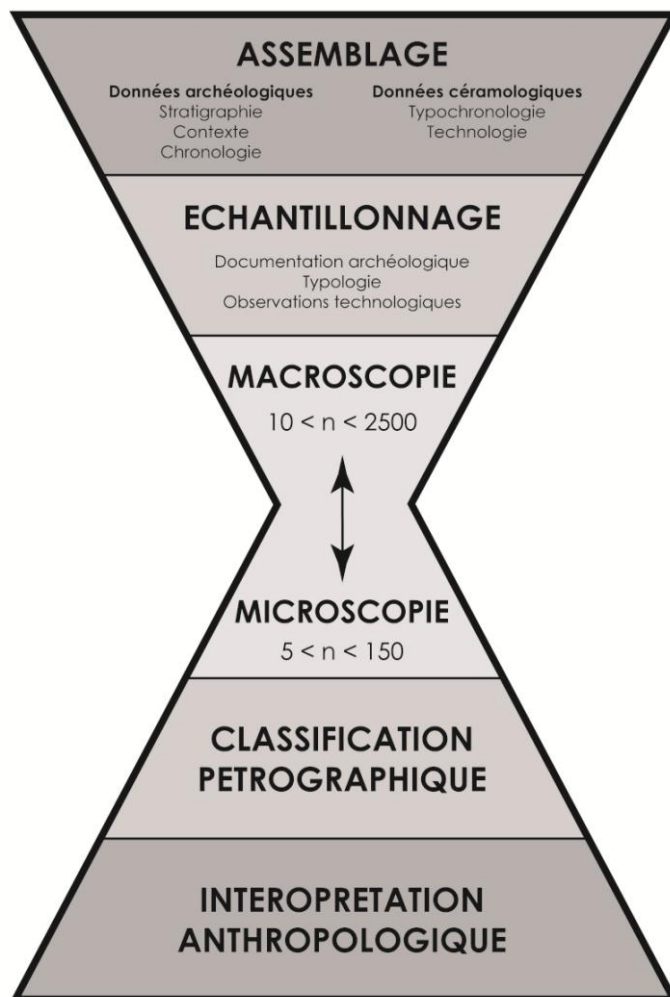 ASSEMBLAGE
Données archéologiques
Stratigraphie
Contexte
Chronologie
Données céramologiques
Typochronologie
Technologie
ECHANTILLONNAGE
Documentation archéologique
Typologie
Observations technologiques
MACROSCOPIE
10 < n < 2500
MICROSCOPIE
5 < n < 150
CLASSIFICATION
PETROGRAPHIQUE
INTEROPRETATION
ANTHROPOLOGIQUE